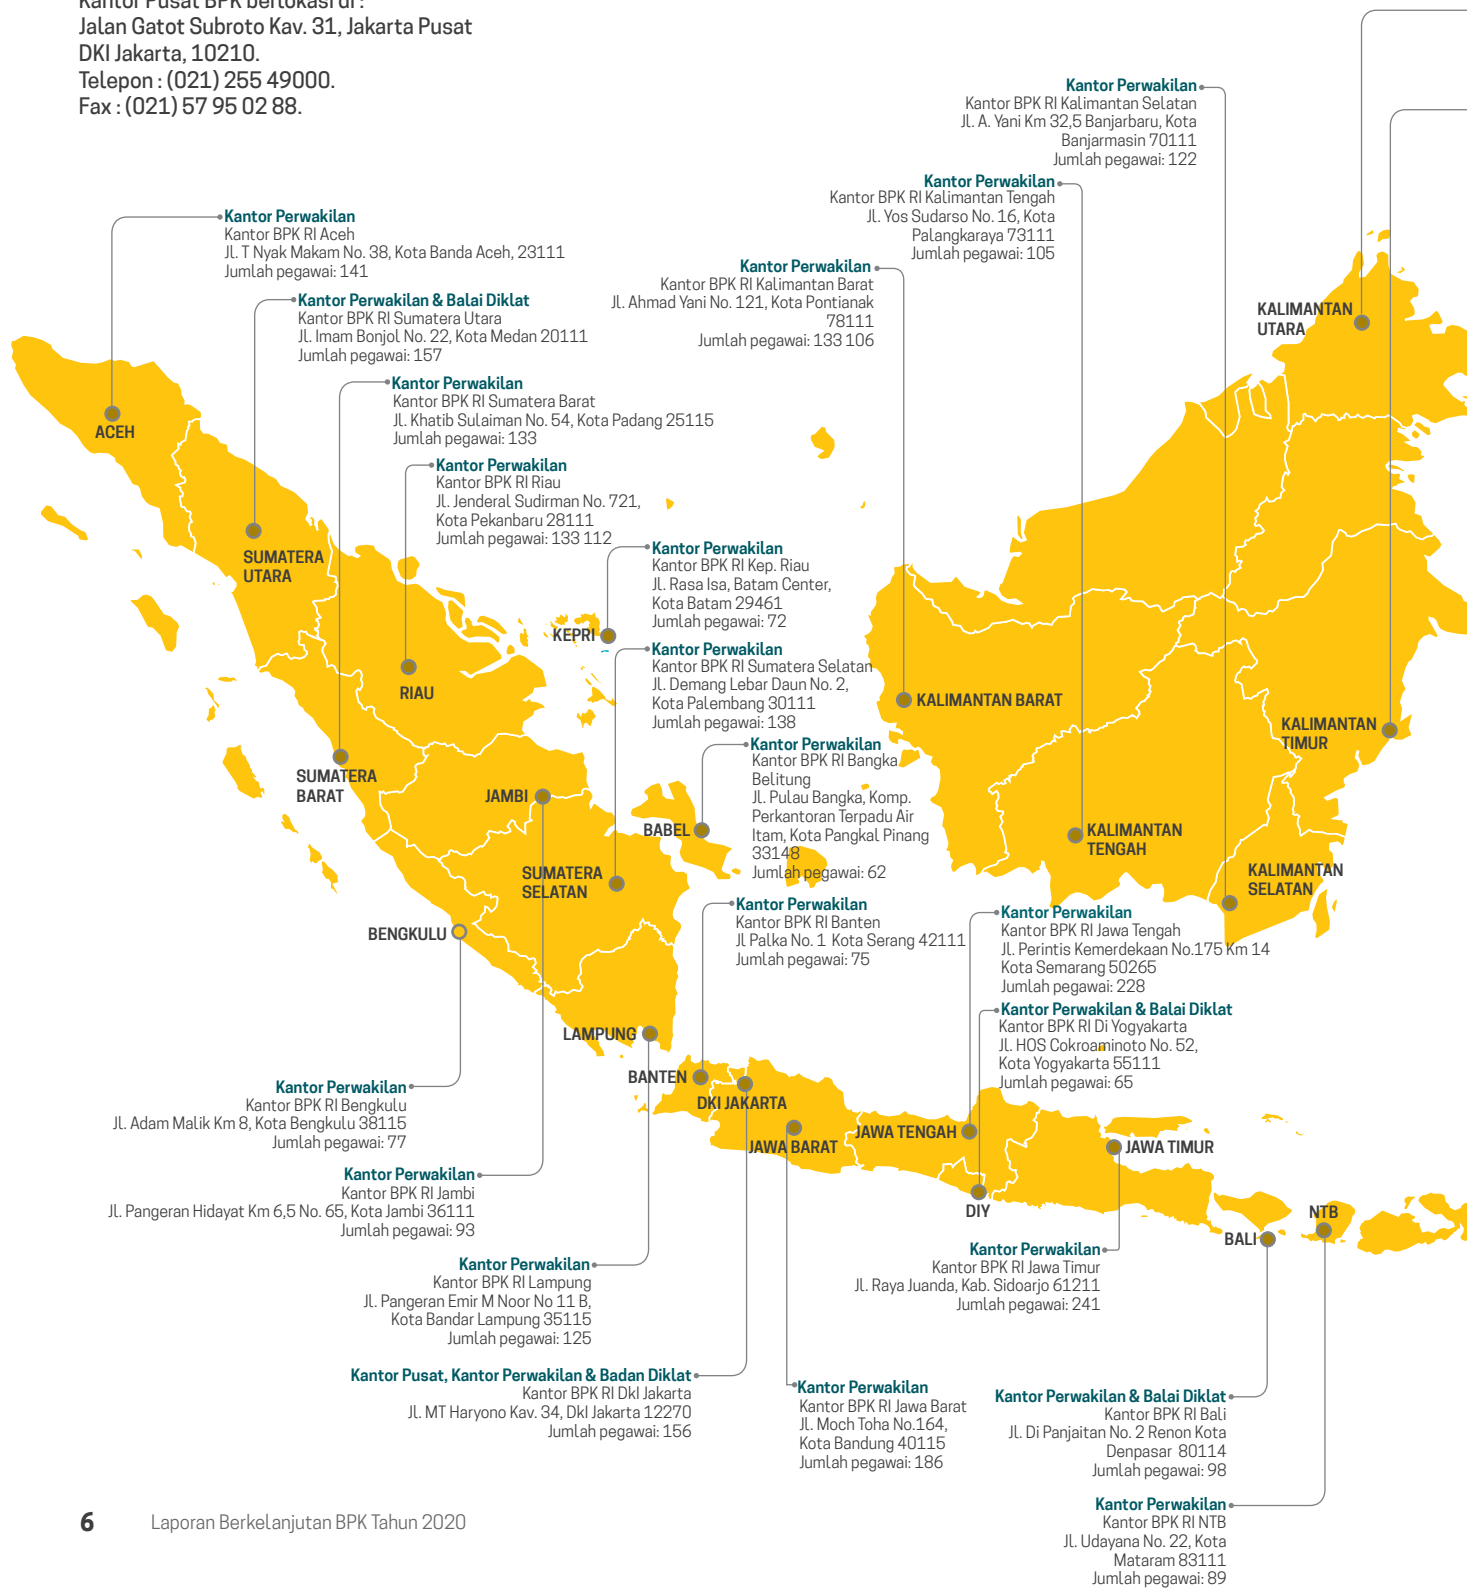 Kantor Pusat BPK berlokasi di :
Jalan Gatot Subroto Kav. 31, Jakarta Pusat
DKI Jakarta, 10210.
Telepon : (021) 255 49000.
Fax : (021) 57 95 02 88.
Kantor Perwakilan
Kantor BPK RI Kalimantan Selatan
Jl. A. Yani Km 32,5 Banjarbaru, Kota
Banjarmasin 70111
Jumlah pegawai: 122
Kantor Perwakilan
Kantor BPK RI Kalimantan Tengah
Jl. Yos Sudarso No. 16, Kota
Palangkaraya 73111
Jumlah pegawai: 105
Kantor Perwakilan
Kantor BPK RI Aceh
Jl. T Nyak Makam No. 38, Kota Banda Aceh, 23111
Jumlah pegawai: 141
Kantor Perwakilan
Kantor BPK RI Kalimantan Barat
Jl. Ahmad Yani No. 121, Kota Pontianak
78111
Jumlah pegawai: 133 106
Kantor Perwakilan & Balai Diklat
Kantor BPK RI Sumatera Utara
Jl. Imam Bonjol No. 22, Kota Medan 20111
Jumlah pegawai: 157
KALIMANTAN
UTARA
Kantor Perwakilan
Kantor BPK RI Sumatera Barat
Jl. Khatib Sulaiman No. 54, Kota Padang 25115
Jumlah pegawai: 133
ACEH
Kantor Perwakilan
Kantor BPK RI Riau
Jl. Jenderal Sudirman No. 721,
Kota Pekanbaru 28111
Jumlah pegawai: 133 112
SUMATERA
UTARA
Kantor Perwakilan
Kantor BPK RI Kep. Riau
Jl. Rasa Isa, Batam Center,
Kota Batam 29461
Jumlah pegawai: 72
KEPRI
Kantor Perwakilan
Kantor BPK RI Sumatera Selatan
Jl. Demang Lebar Daun No. 2,
Kota Palembang 30111
Jumlah pegawai: 138
RIAU
KALIMANTAN BARAT
KALIMANTAN
TIMUR
Kantor Perwakilan
Kantor BPK RI Bangka
Belitung
Jl. Pulau Bangka, Komp.
Perkantoran Terpadu Air
Itam, Kota Pangkal Pinang
33148
Jumlah pegawai: 62
SUMATERA
BARAT
JAMBI
BABEL
KALIMANTAN
TENGAH
SUMATERA
SELATAN
KALIMANTAN
SELATAN
BENGKULU
Kantor Perwakilan
Kantor BPK RI Banten
Jl Palka No. 1 Kota Serang 42111
Jumlah pegawai: 75
Kantor Perwakilan
Kantor BPK RI Jawa Tengah
Jl. Perintis Kemerdekaan No.175 Km 14
Kota Semarang 50265
Jumlah pegawai: 228
Kantor Perwakilan & Balai Diklat
Kantor BPK RI Di Yogyakarta
Jl. HOS Cokroaminoto No. 52,
Kota Yogyakarta 55111
Jumlah pegawai: 65
LAMPUNG
BANTEN
DKI JAKARTA
JAWA BARAT
JAWA TENGAH
JAWA TIMUR
Kantor Perwakilan
Kantor BPK RI Bengkulu
Jl. Adam Malik Km 8, Kota Bengkulu 38115
Jumlah pegawai: 77
Kantor Perwakilan
Kantor BPK RI Jambi
Jl. Pangeran Hidayat Km 6,5 No. 65, Kota Jambi 36111
Jumlah pegawai: 93
DIY
BALI
NTB
Kantor Perwakilan
Kantor BPK RI Lampung
Jl. Pangeran Emir M Noor No 11 B,
Kota Bandar Lampung 35115
Jumlah pegawai: 125
Kantor Perwakilan
Kantor BPK RI Jawa Timur
Jl. Raya Juanda, Kab. Sidoarjo 61211
Jumlah pegawai: 241
Kantor Pusat, Kantor Perwakilan & Badan Diklat
Kantor BPK RI DkI Jakarta
Jl. MT Haryono Kav. 34, DkI Jakarta 12270
Jumlah pegawai: 156
Kantor Perwakilan
Kantor BPK RI Jawa Barat
Jl. Moch Toha No.164,
Kota Bandung 40115
Jumlah pegawai: 186
Kantor Perwakilan & Balai Diklat
Kantor BPK RI Bali
Jl. Di Panjaitan No. 2 Renon Kota
Denpasar 80114
Jumlah pegawai: 98
Kantor Perwakilan
Kantor BPK RI NTB
Jl. Udayana No. 22, Kota
Mataram 83111
Jumlah pegawai: 89
6 Laporan Berkelanjutan BPK Tahun 2020